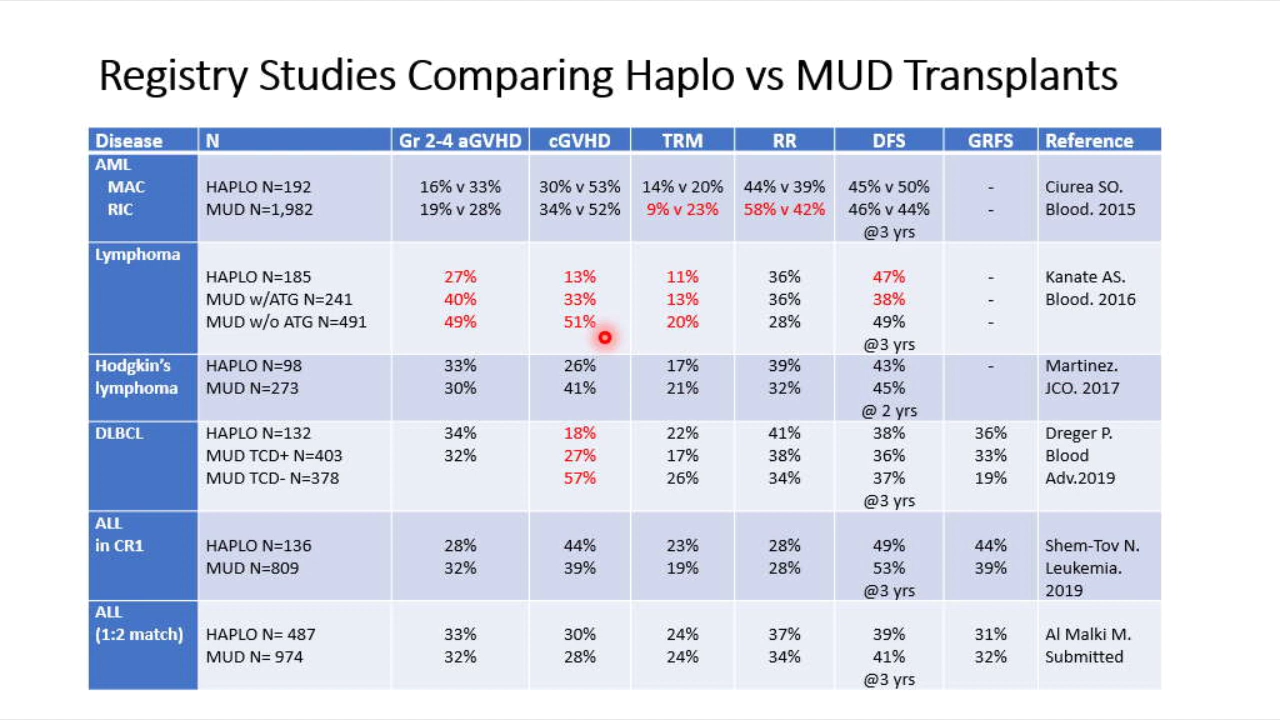 Registry Studies Comparing Haplo vs MUD Transplants
Disease N Gr 2-4 aGVHD cGVHD TRM RR DFS GRFS Reference
AML
MAC HAPLO N=192 16% v 33% 30% v 53% 14% v 20% 44% v 39% 45% v 50% - Ciurea SO.
RIC MUD N=1,982 19% v 28% 34% v 52% 9% v 23% 58% v 42% 46% v 44% - Blood. 2015
@3 yrs
Lymphoma
HAPLO N=185 27% 13% 11% 36% 47% - Kanate AS.
MUD w/ATG N=241 40% 33% 13% 36% 38% - Blood. 2016
MUD w/o ATG N=491 49% 51% 20% 28% 49% -
@3 yrs
Hodgkin's HAPLO N=98 33% 26% 17% 39% 43% - Martinez.
lymphoma MUD N=273 30% 41% 21% 32% 45% JCO. 2017
@ 2 yrs
DLBCL HAPLO N=132 34% 18% 22% 41% 38% 36% Dreger P.
MUD TCD+ N=403 32% 27% 17% 38% 36% 33% Blood
MUD TCD- N=378 57% 26% 34% 37% 19% Adv.2019
@3 yrs
ALL
in CR1 HAPLO N=136 28% 44% 23% 28% 49% 44% Shem-Tov N.
MUD N=809 32% 39% 19% 28% 53% 39% Leukemia.
@3 yrs 2019
ALL
(1:2 match) HAPLO N= 487 33% 30% 24% 37% 39% 31% Al Malki M.
MUD N= 974 32% 28% 24% 34% 41% 32% Submitted
@3 yrs